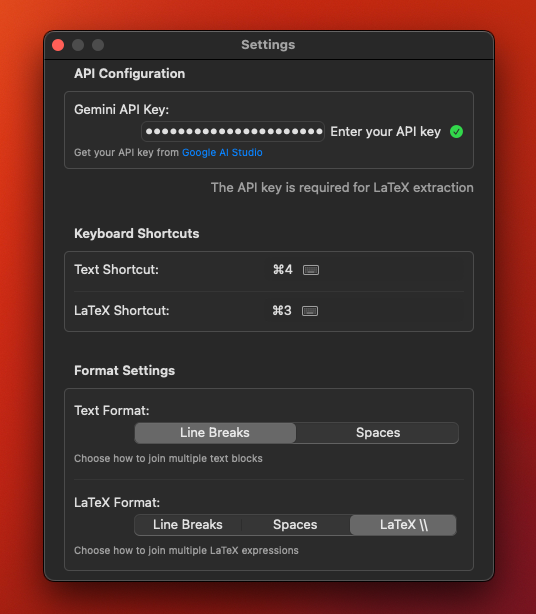 Settings
API Configuration
Gemini API Key:
●●●●●●●●●●●●●●●●●●●●●● Enter your API key
Get your API key from Google AI Studio
The API key is required for LaTeX extraction
Keyboard Shortcuts
Text Shortcut: ⌘4
LaTeX Shortcut: ⌘3
Format Settings
Text Format:
Line Breaks Spaces
Choose how to join multiple text blocks
LaTeX Format:
Line Breaks Spaces LaTeX \\
Choose how to join multiple LaTeX expressions